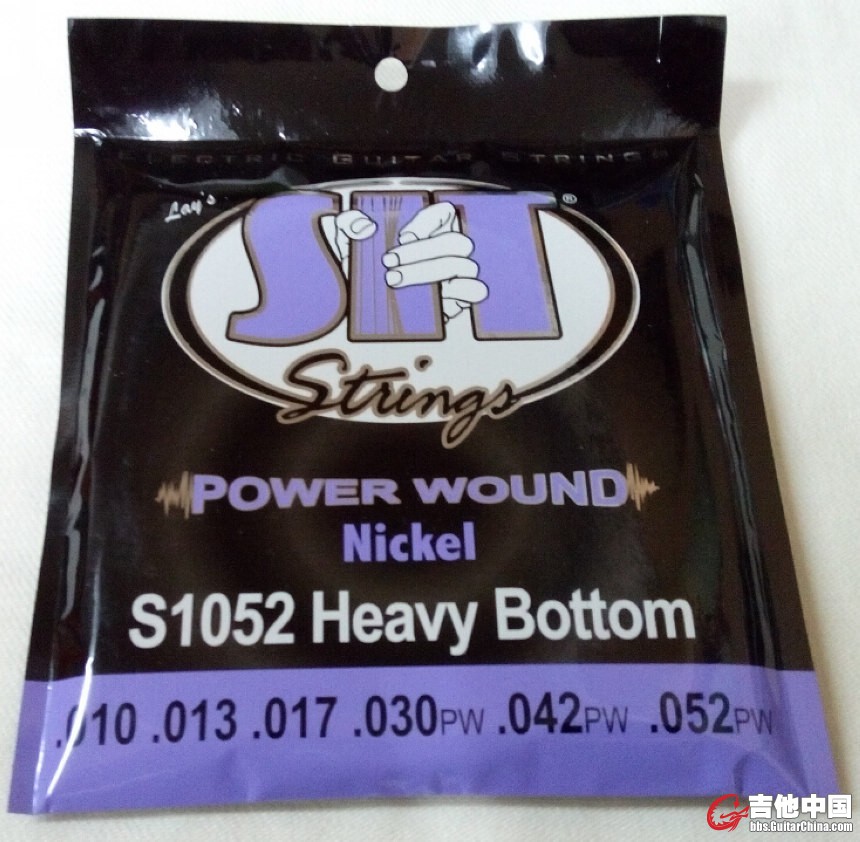 ELECTRIC GUITAR STRINGS
Lay's
SIT ®
Strings
POWER WOUND
Nickel
S1052 Heavy Bottom
.010 .013 .017 .030PW .042PW .052PW
吉他中国
bbs.GuitarChina.com